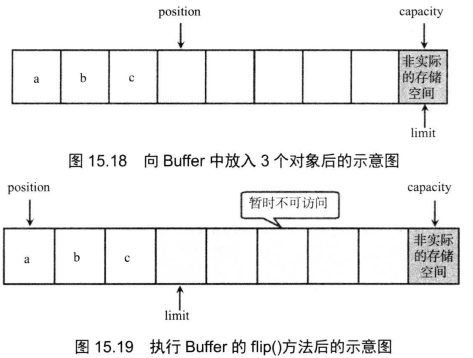 position
capacity
a
b
c
非实际
的存储
空间
limit
图 15.18 向 Buffer 中放入 3 个对象后的示意图
position
capacity
暂时不可访问
a
b
c
非实际
的存储
空间
limit
图 15.19 执行 Buffer 的 flip()方法后的示意图